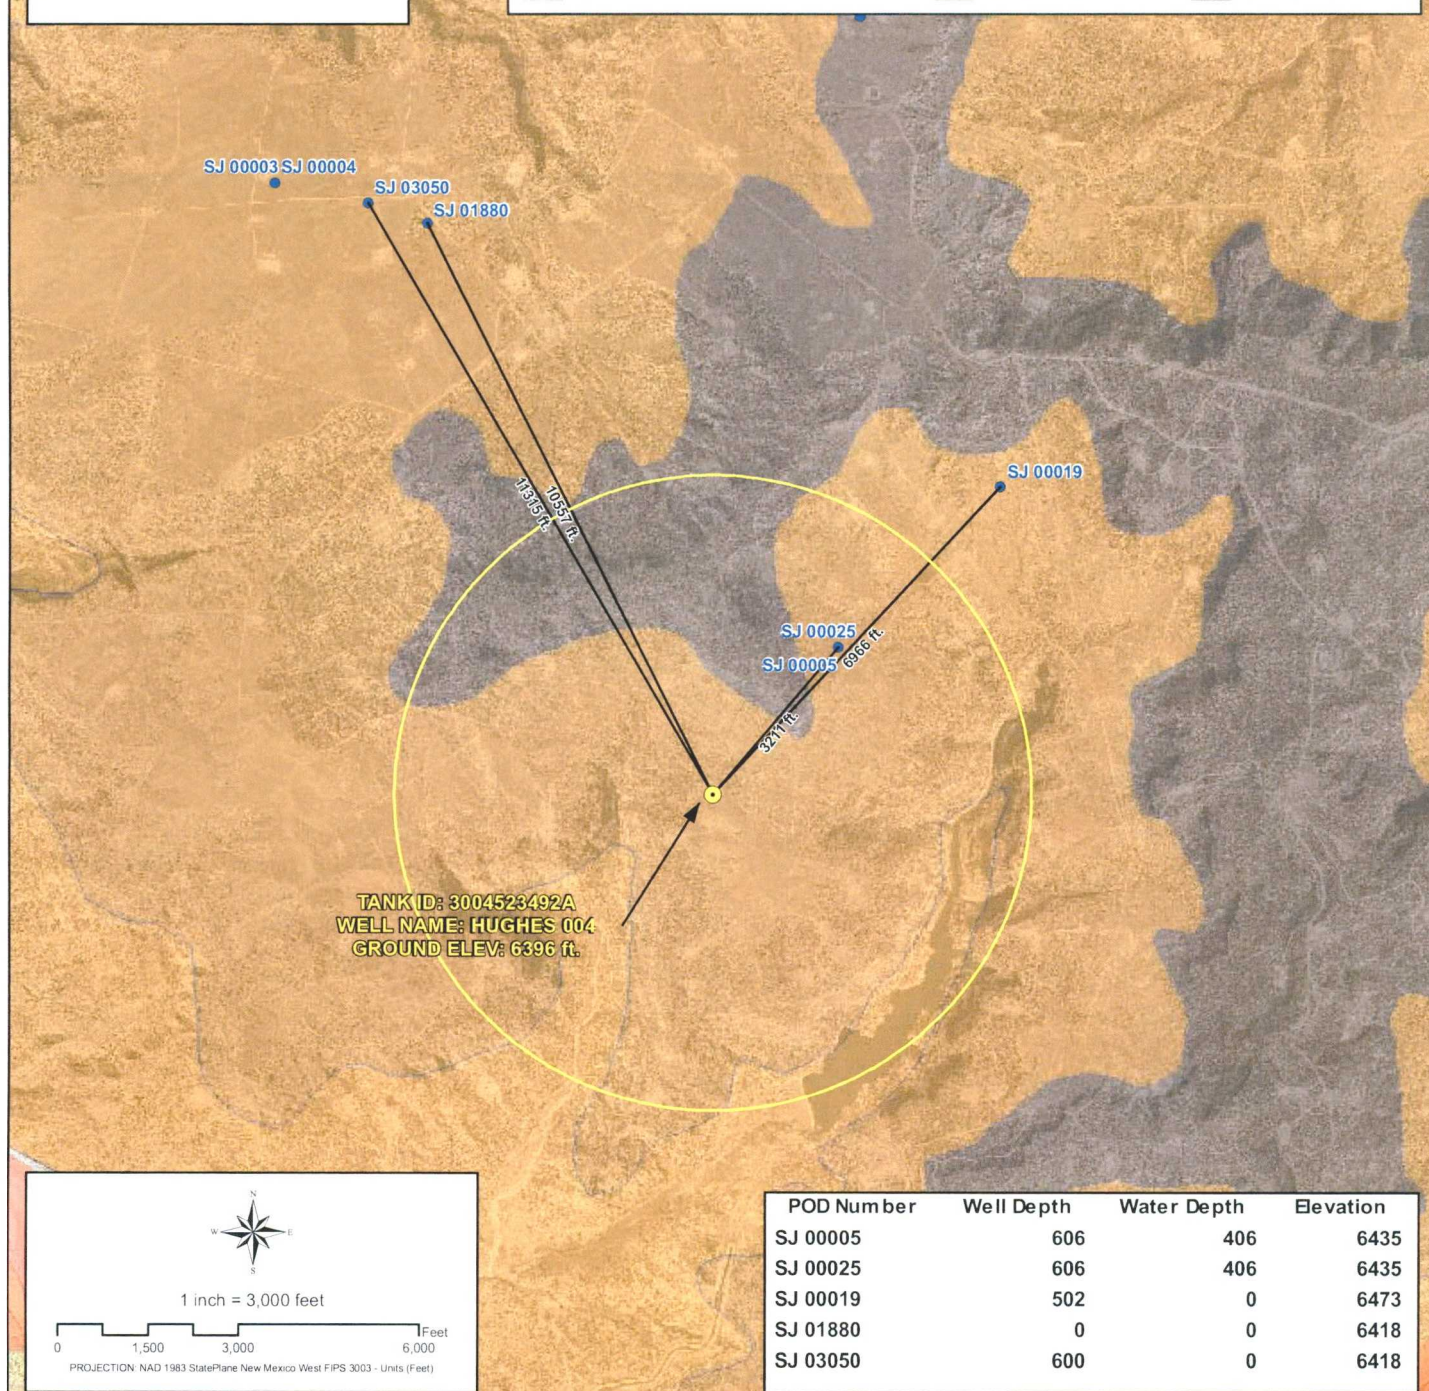 SJ 00003 SJ 00004
SJ 03050
SJ 01880
SJ 00019
11315 ft.
10557 ft.
SJ 00025
SJ 00005
6966 ft.
3211 ft.
TANK ID: 3004523492A
WELL NAME: HUGHES 004
GROUND ELEV: 6396 ft.
N
W E
S
1 inch = 3,000 feet
Feet
0 1,500 3,000 6,000
PROJECTION: NAD 1983 StatePlane New Mexico West FIPS 3003 - Units (Feet)
POD Number Well Depth Water Depth Elevation
SJ 00005 606 406 6435
SJ 00025 606 406 6435
SJ 00019 502 0 6473
SJ 01880 0 0 6418
SJ 03050 600 0 6418